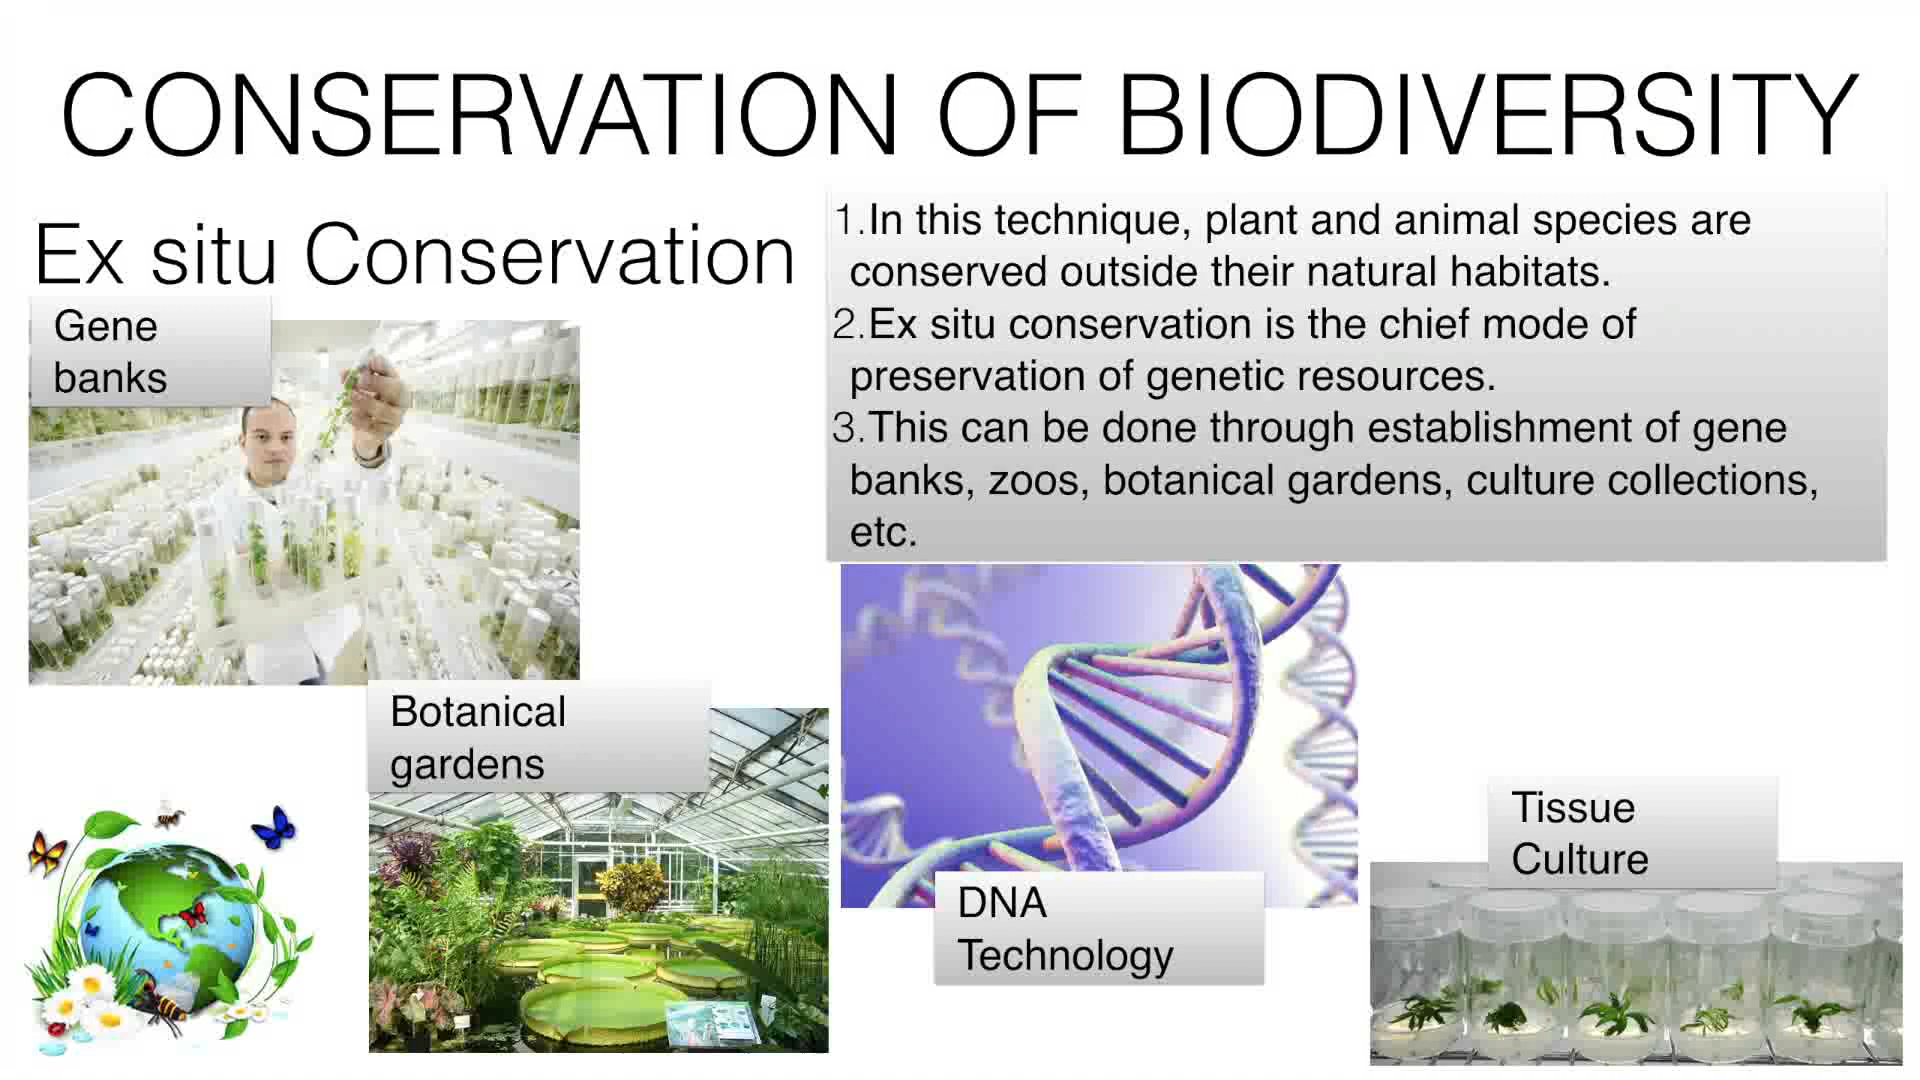 CONSERVATION OF BIODIVERSITY
Ex situ Conservation
1.In this technique, plant and animal species are
conserved outside their natural habitats.
2.Ex situ conservation is the chief mode of
preservation of genetic resources.
3.This can be done through establishment of gene
banks, zoos, botanical gardens, culture collections,
etc.
Gene
banks
Botanical
gardens
DNA
Technology
Tissue
Culture